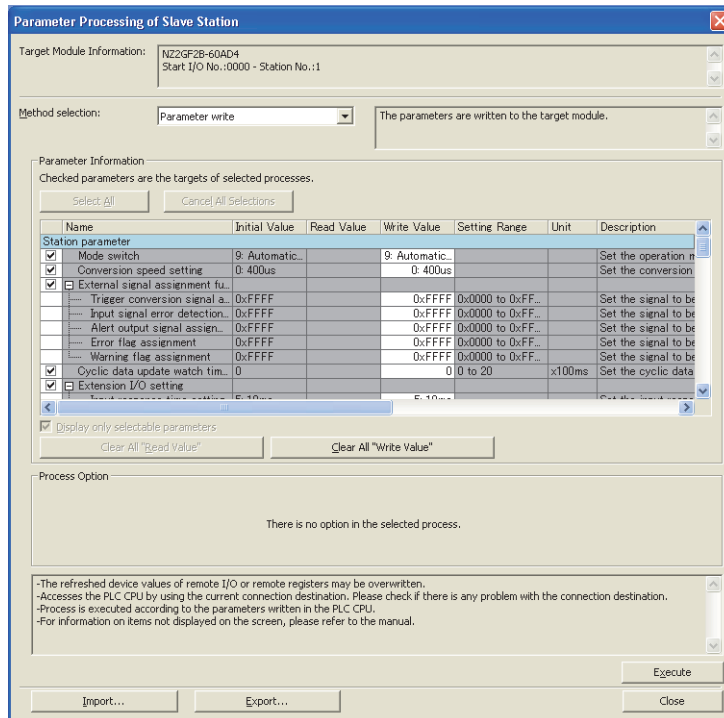 Parameter Processing of Slave Station
Target Module Information:
NZ2GF2B-60AD4
Start I/O No.:0000 - Station No.:1
Method selection:
Parameter write
The parameters are written to the target module.
Parameter Information
Checked parameters are the targets of selected processes.
Select All
Cancel All Selections
Name Initial Value Read Value Write Value Setting Range Unit Description
Station parameter
Mode switch 9: Automatic... 9: Automatic... Set the operation m
Conversion speed setting 0: 400us 0: 400us Set the conversion
External signal assignment fu...
Trigger conversion signal a... 0xFFFF 0xFFFF 0x0000 to 0xFF... Set the signal to be
Input signal error detection... 0xFFFF 0xFFFF 0x0000 to 0xFF... Set the signal to be
Alert output signal assign... 0xFFFF 0xFFFF 0x0000 to 0xFF... Set the signal to be
Error flag assignment 0xFFFF 0xFFFF 0x0000 to 0xFF... Set the signal to be
Warning flag assignment 0xFFFF 0xFFFF 0x0000 to 0xFF... Set the signal to be
Cyclic data update watch tim... 0 0 0 to 20 x100ms Set the cyclic data
Extension I/O setting
Input response time setting 5: 10ms 5: 10ms Set the input respo
Display only selectable parameters
Clear All "Read Value"
Clear All "Write Value"
Process Option
There is no option in the selected process.
-The refreshed device values of remote I/O or remote registers may be overwritten.
-Accesses the PLC CPU by using the current connection destination. Please check if there is any problem with the connection destination.
-Process is executed according to the parameters written in the PLC CPU.
-For information on items not displayed on the screen, please refer to the manual.
Execute
Import...
Export...
Close